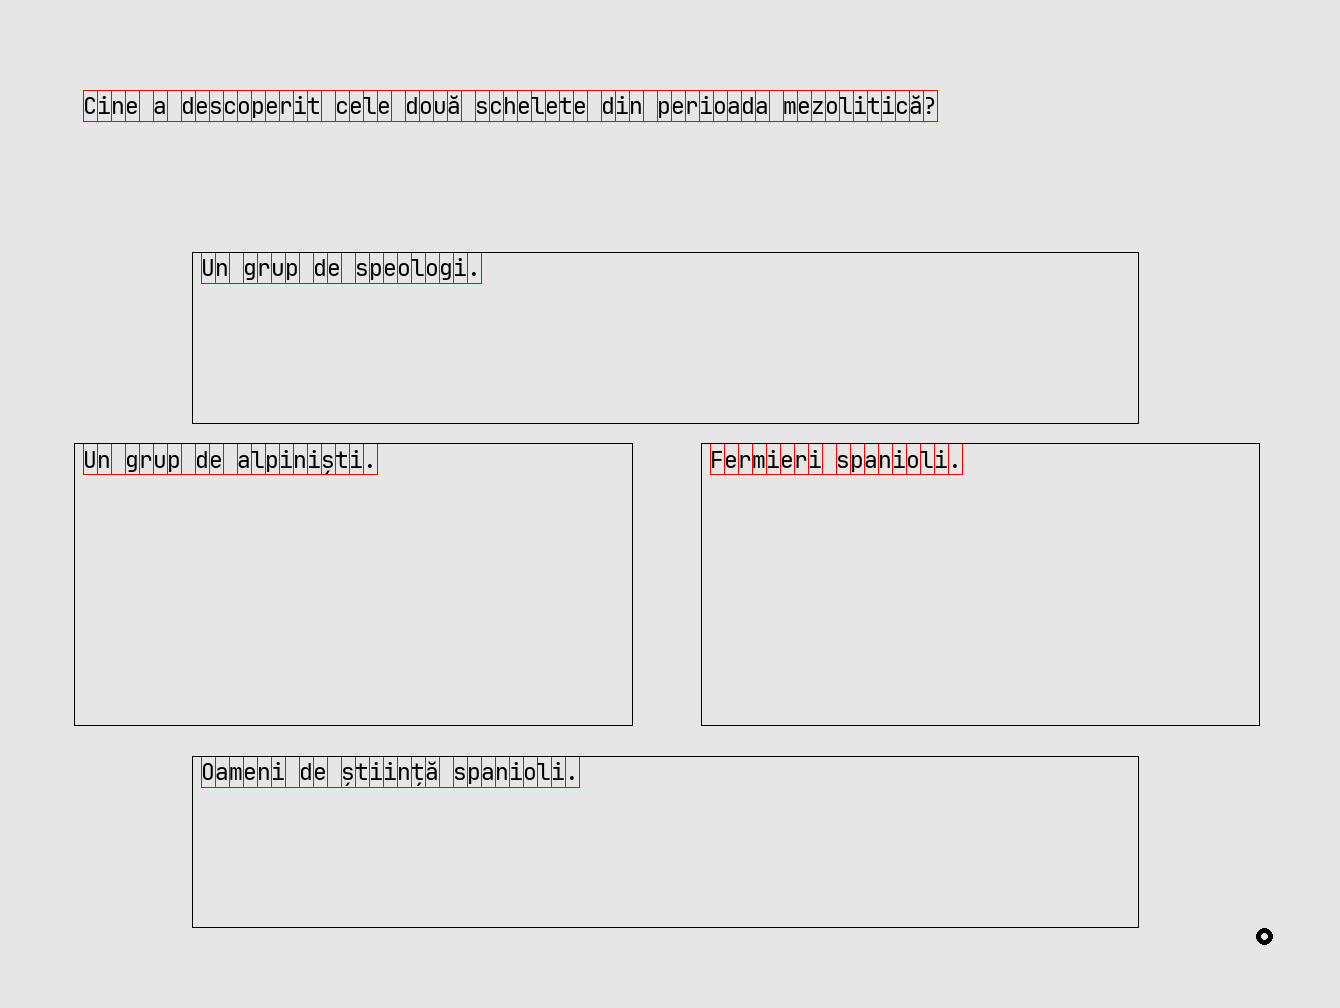 Cine a descoperit cele două schelete din perioada mezolitică?
Un grup de speologi.
Un grup de alpiniști.
Fermieri spanioli.
Oameni de știință spanioli.